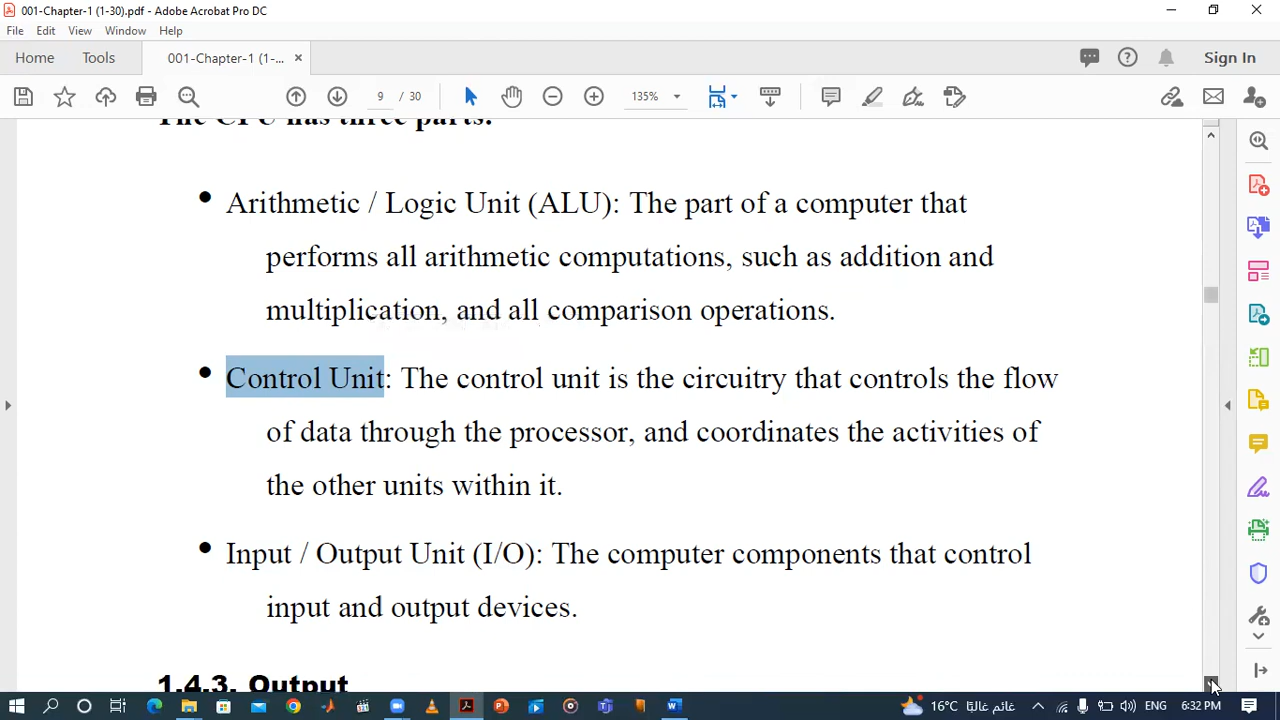 001-Chapter-1 (1-30).pdf - Adobe Acrobat Pro DC
File Edit View Window Help
Home Tools 001-Chapter-1 (1-... × Sign In
9 / 30 135%
The CPU has three parts:
• Arithmetic / Logic Unit (ALU): The part of a computer that
performs all arithmetic computations, such as addition and
multiplication, and all comparison operations.
• Control Unit: The control unit is the circuitry that controls the flow
of data through the processor, and coordinates the activities of
the other units within it.
• Input / Output Unit (I/O): The computer components that control
input and output devices.
1.4.3. Output
16°C غائم غالبًا ENG 6:32 PM